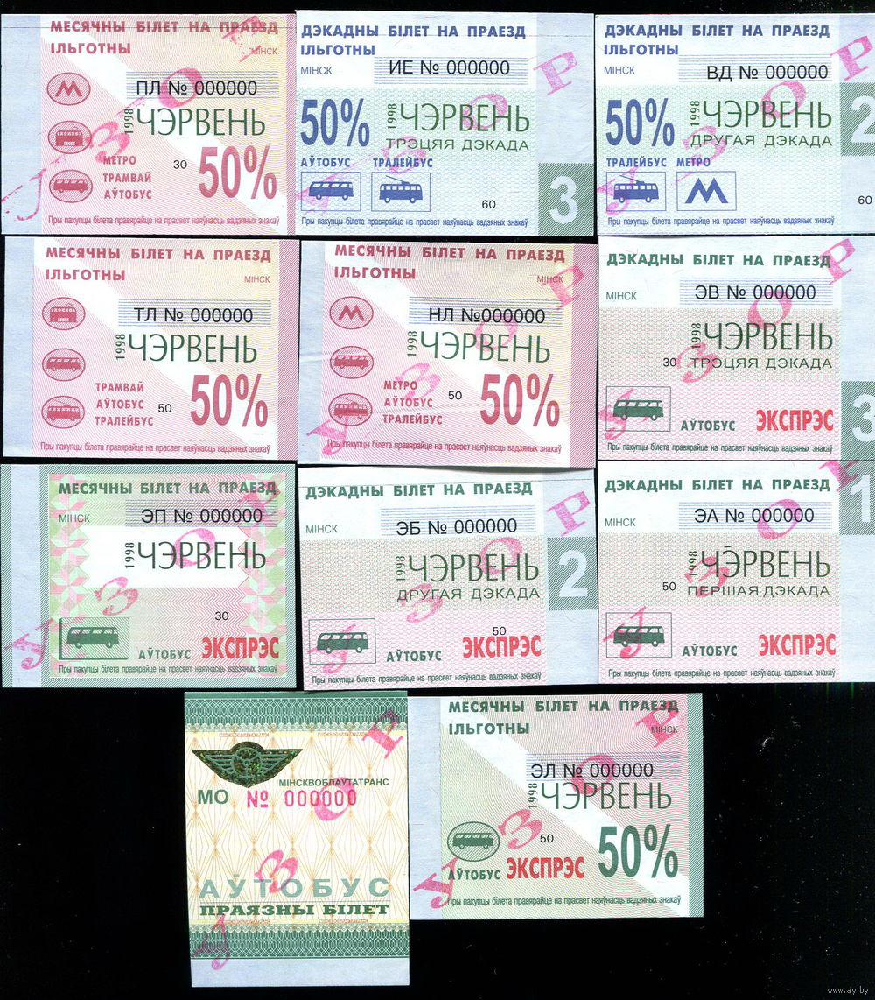 МЕСЯЧНЫ БІЛЕТ НА ПРАЕЗД
ІЛЬГОТНЫ
МІНСК
ПЛ № 000000
1998
ЧЭРВЕНЬ
МЕТРО
ТРАМВАЙ
АЎТОБУС
30
50%
Пры пакупцы білета правярайце на прасвет наяўнасць вадзяных знакаў
УЗОР
ДЭКАДНЫ БІЛЕТ НА ПРАЕЗД
ІЛЬГОТНЫ
МІНСК
ИЕ № 000000
50%
1998
ЧЭРВЕНЬ
ТРЭЦЯЯ ДЭКАДА
АЎТОБУС ТРАЛЕЙБУС
60
3
Пры пакупцы білета правярайце на прасвет наяўнасць вадзяных знакаў
УЗОР
ДЭКАДНЫ БІЛЕТ НА ПРАЕЗД
ІЛЬГОТНЫ
МІНСК
ВД № 000000
50%
1998
ЧЭРВЕНЬ
ДРУГАЯ ДЭКАДА
2
ТРАЛЕЙБУС МЕТРО
60
Пры пакупцы білета правярайце на прасвет наяўнасць вадзяных знакаў
УЗОР
МЕСЯЧНЫ БІЛЕТ НА ПРАЕЗД
ІЛЬГОТНЫ
МІНСК
ТЛ № 000000
1998
ЧЭРВЕНЬ
ТРАМВАЙ
АЎТОБУС
ТРАЛЕЙБУС
50
50%
Пры пакупцы білета правярайце на прасвет наяўнасць вадзяных знакаў
МЕСЯЧНЫ БІЛЕТ НА ПРАЕЗД
ІЛЬГОТНЫ
МІНСК
НЛ №000000
1998
ЧЭРВЕНЬ
МЕТРО
АЎТОБУС
ТРАЛЕЙБУС
50
50%
Пры пакупцы білета правярайце на прасвет наяўнасць вадзяных знакаў
УЗОР
ДЭКАДНЫ БІЛЕТ НА ПРАЕЗД
МІНСК
ЭВ № 000000
1998
ЧЭРВЕНЬ
30
ТРЭЦЯЯ ДЭКАДА
3
АЎТОБУС ЭКСПРЭС
Пры пакупцы білета правярайце на прасвет наяўнасць вадзяных знакаў
УЗОР
МЕСЯЧНЫ БІЛЕТ НА ПРАЕЗД
МІНСК
ЭП № 000000
1998
ЧЭРВЕНЬ
30
АЎТОБУС ЭКСПРЭС
Пры пакупцы білета правярайце на прасвет наяўнасць вадзяных знакаў
УЗОР
ДЭКАДНЫ БІЛЕТ НА ПРАЕЗД
МІНСК
ЭБ № 000000
1998
ЧЭРВЕНЬ
ДРУГАЯ ДЭКАДА
2
50
АЎТОБУС ЭКСПРЭС
Пры пакупцы білета правярайце на прасвет наяўнасць вадзяных знакаў
УЗОР
ДЭКАДНЫ БІЛЕТ НА ПРАЕЗД
1
МІНСК
ЭА № 000000
1998
ЧЭРВЕНЬ
50
ПЕРШАЯ ДЭКАДА
АЎТОБУС ЭКСПРЭС
Пры пакупцы білета правярайце на прасвет наяўнасць вадзяных знакаў
УЗОР
МІНСКВОБЛАУТАТРАНС
МО № 000000
АЎТОБУС
ПРАЯЗНЫ БІЛЕТ
УЗОР
МЕСЯЧНЫ БІЛЕТ НА ПРАЕЗД
ІЛЬГОТНЫ
МІНСК
ЭЛ № 000000
1998
ЧЭРВЕНЬ
50
АЎТОБУС ЭКСПРЭС
50%
Пры пакупцы білета правярайце на прасвет наяўнасць вадзяных знакаў
УЗОР
www.ay.by